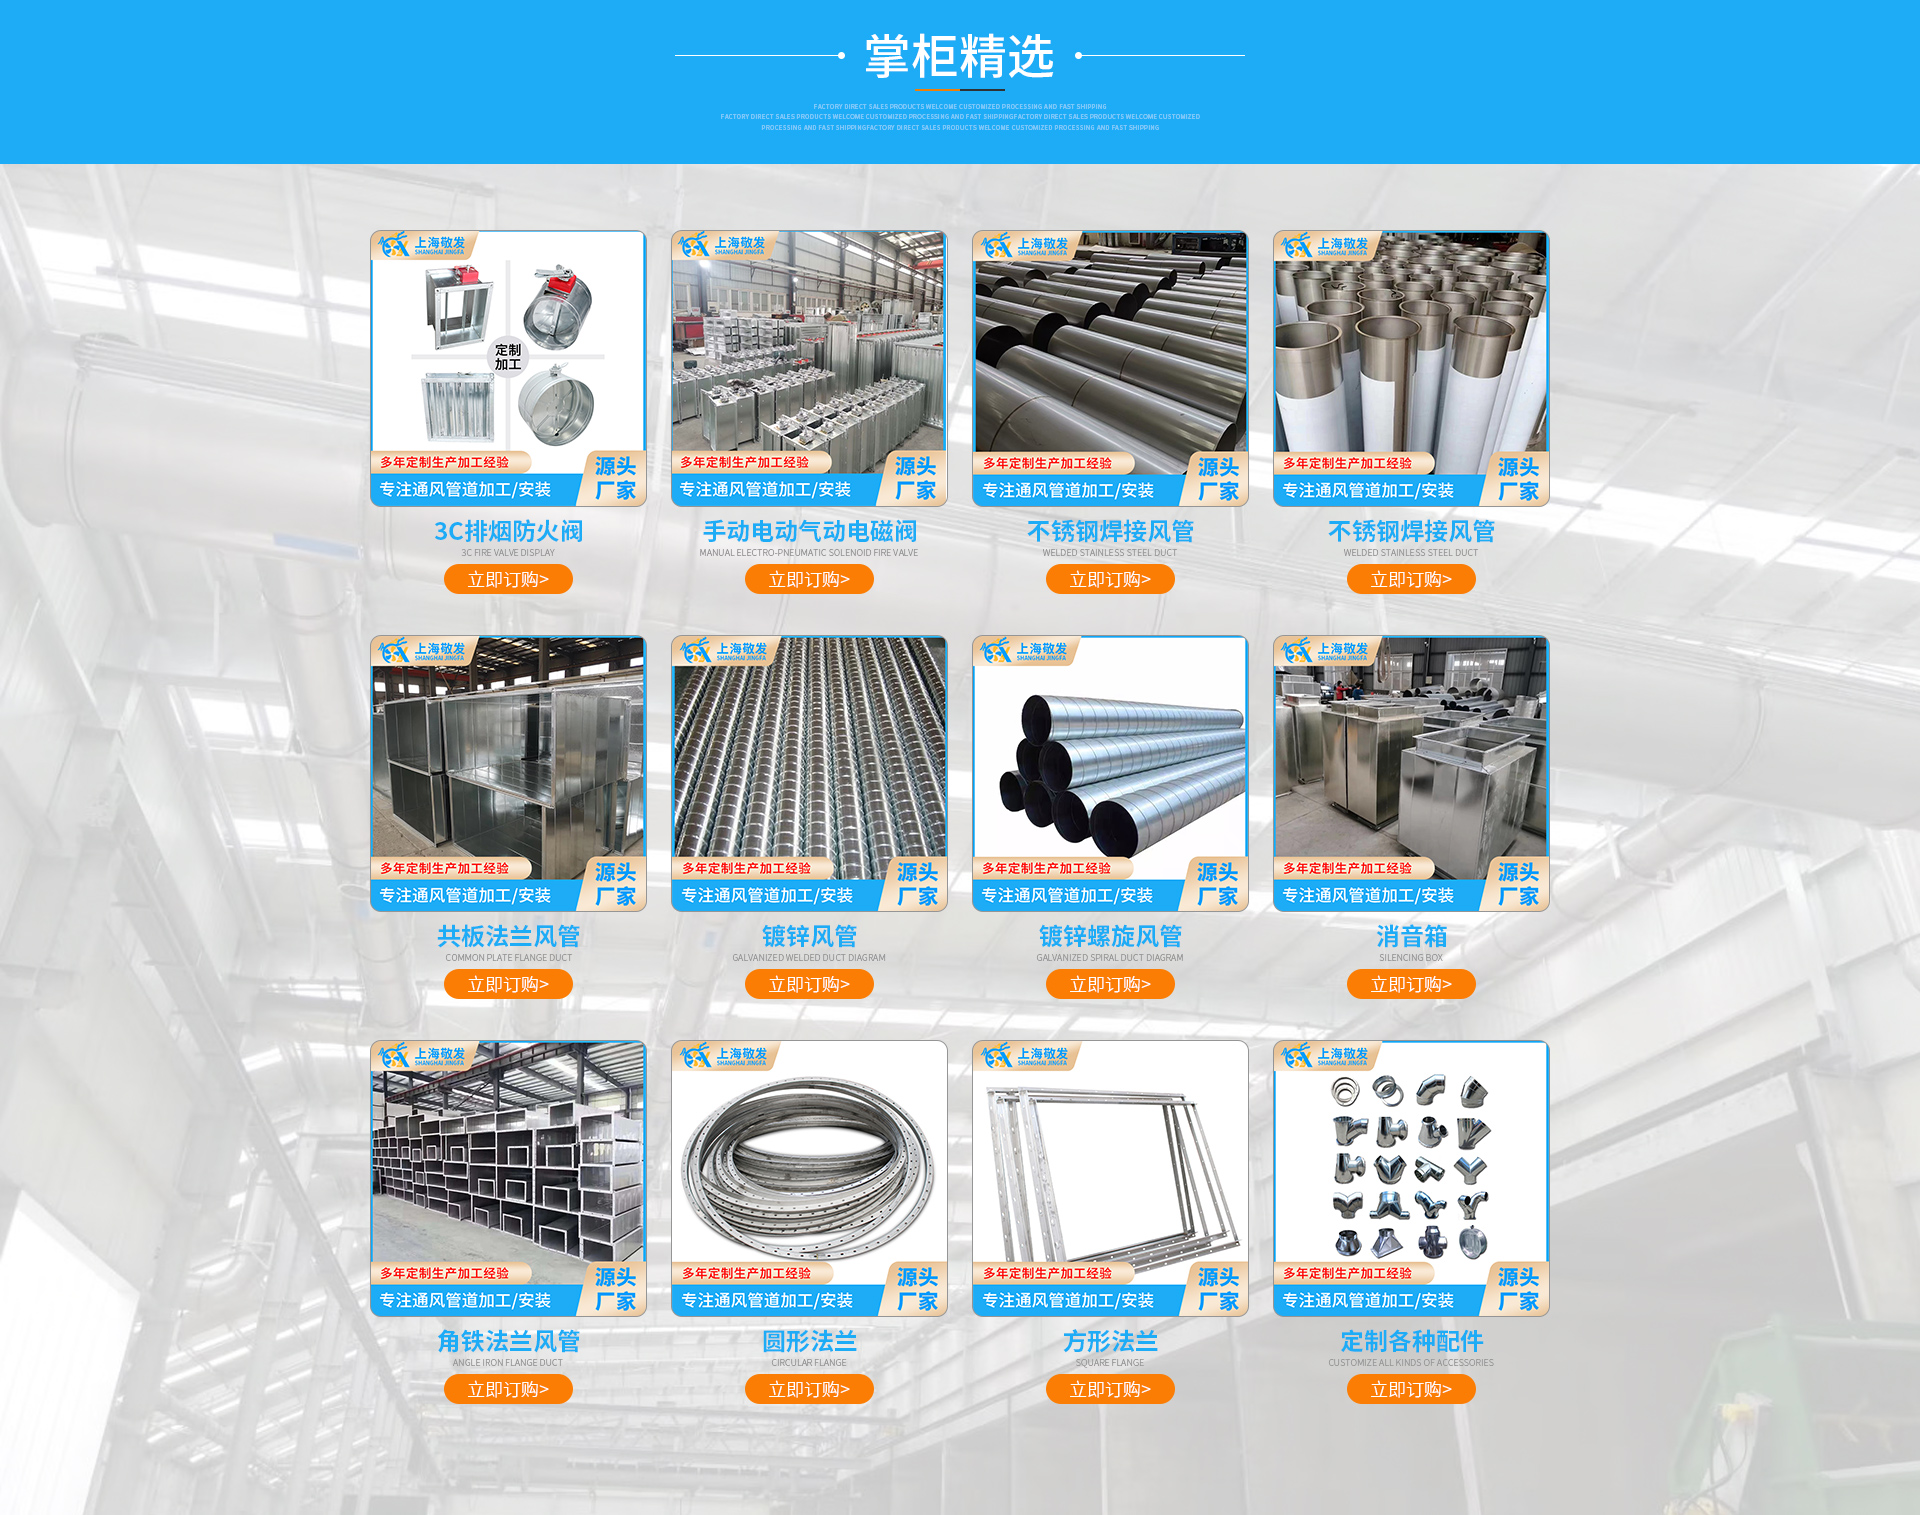 掌柜精选
FACTORY DIRECT SALES PRODUCTS WELCOME CUSTOMIZED PROCESSING AND FAST SHIPPING
FACTORY DIRECT SALES PRODUCTS WELCOME CUSTOMIZED PROCESSING AND FAST SHIPPINGFACTORY DIRECT SALES PRODUCTS WELCOME CUSTOMIZED
PROCESSING AND FAST SHIPPINGFACTORY DIRECT SALES PRODUCTS WELCOME CUSTOMIZED PROCESSING AND FAST SHIPPING
上海敬发
SHANGHAI JINGFA
定制
加工
多年定制生产加工经验
专注通风管道加工/安装
源头
厂家
3C排烟防火阀
3C FIRE VALVE DISPLAY
立即订购>
上海敬发
SHANGHAI JINGFA
多年定制生产加工经验
专注通风管道加工/安装
源头
厂家
手动电动气动电磁阀
MANUAL ELECTRO-PNEUMATIC SOLENOID FIRE VALVE
立即订购>
上海敬发
SHANGHAI JINGFA
多年定制生产加工经验
专注通风管道加工/安装
源头
厂家
不锈钢焊接风管
WELDED STAINLESS STEEL DUCT
立即订购>
上海敬发
SHANGHAI JINGFA
多年定制生产加工经验
专注通风管道加工/安装
源头
厂家
不锈钢焊接风管
WELDED STAINLESS STEEL DUCT
立即订购>
上海敬发
SHANGHAI JINGFA
多年定制生产加工经验
专注通风管道加工/安装
源头
厂家
共板法兰风管
COMMON PLATE FLANGE DUCT
立即订购>
上海敬发
SHANGHAI JINGFA
多年定制生产加工经验
专注通风管道加工/安装
源头
厂家
镀锌风管
GALVANIZED WELDED DUCT DIAGRAM
立即订购>
上海敬发
SHANGHAI JINGFA
多年定制生产加工经验
专注通风管道加工/安装
源头
厂家
镀锌螺旋风管
GALVANIZED SPIRAL DUCT DIAGRAM
立即订购>
上海敬发
SHANGHAI JINGFA
多年定制生产加工经验
专注通风管道加工/安装
源头
厂家
消音箱
SILENCING BOX
立即订购>
上海敬发
SHANGHAI JINGFA
多年定制生产加工经验
专注通风管道加工/安装
源头
厂家
角铁法兰风管
ANGLE IRON FLANGE DUCT
立即订购>
上海敬发
SHANGHAI JINGFA
多年定制生产加工经验
专注通风管道加工/安装
源头
厂家
圆形法兰
CIRCULAR FLANGE
立即订购>
上海敬发
SHANGHAI JINGFA
多年定制生产加工经验
专注通风管道加工/安装
源头
厂家
方形法兰
SQUARE FLANGE
立即订购>
上海敬发
SHANGHAI JINGFA
多年定制生产加工经验
专注通风管道加工/安装
源头
厂家
定制各种配件
CUSTOMIZE ALL KINDS OF ACCESSORIES
立即订购>